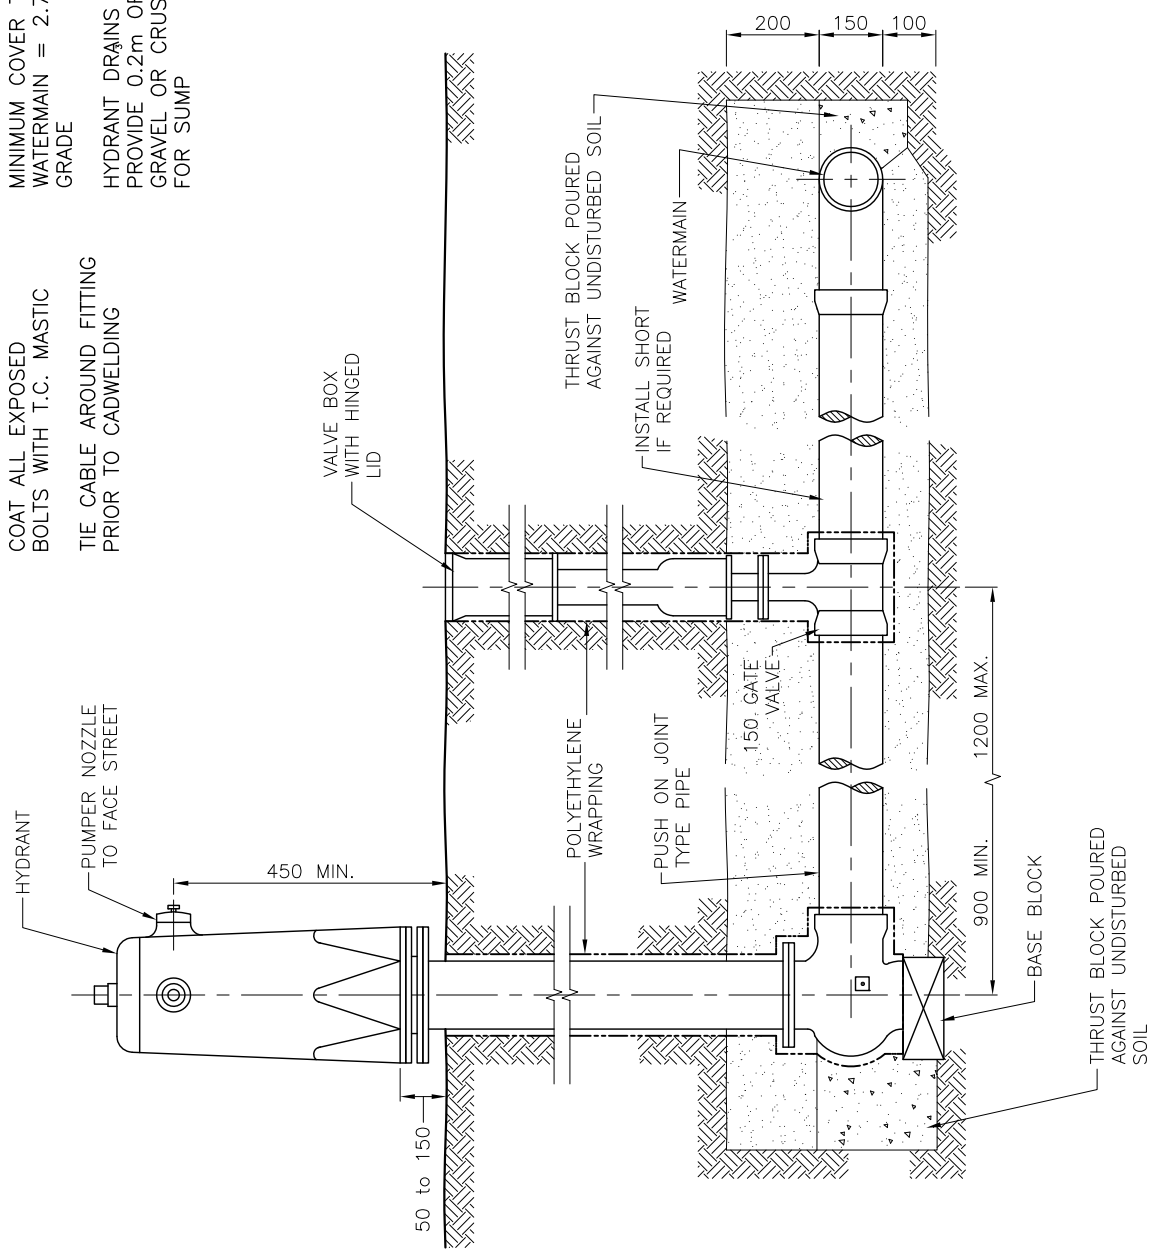 MINIMUM COVER
WATERMAIN = 2.7
GRADE
HYDRANT DRAINS
PROVIDE 0.2m OF
GRAVEL OR CRUS
FOR SUMP
COAT ALL EXPOSED
BOLTS WITH T.C. MASTIC
TIE CABLE AROUND FITTING
PRIOR TO CADWELDING
HYDRANT
PUMPER NOZZLE
TO FACE STREET
450 MIN.
50 to 150
VALVE BOX
WITH HINGED
LID
POLYETHYLENE
WRAPPING
THRUST BLOCK POURED
AGAINST UNDISTURBED SOIL
WATERMAIN
INSTALL SHORT
IF REQUIRED
150 GATE
VALVE
PUSH ON JOINT
TYPE PIPE
200
150
100
900 MIN.
1200 MAX.
BASE BLOCK
THRUST BLOCK POURED
AGAINST UNDISTURBED
SOIL